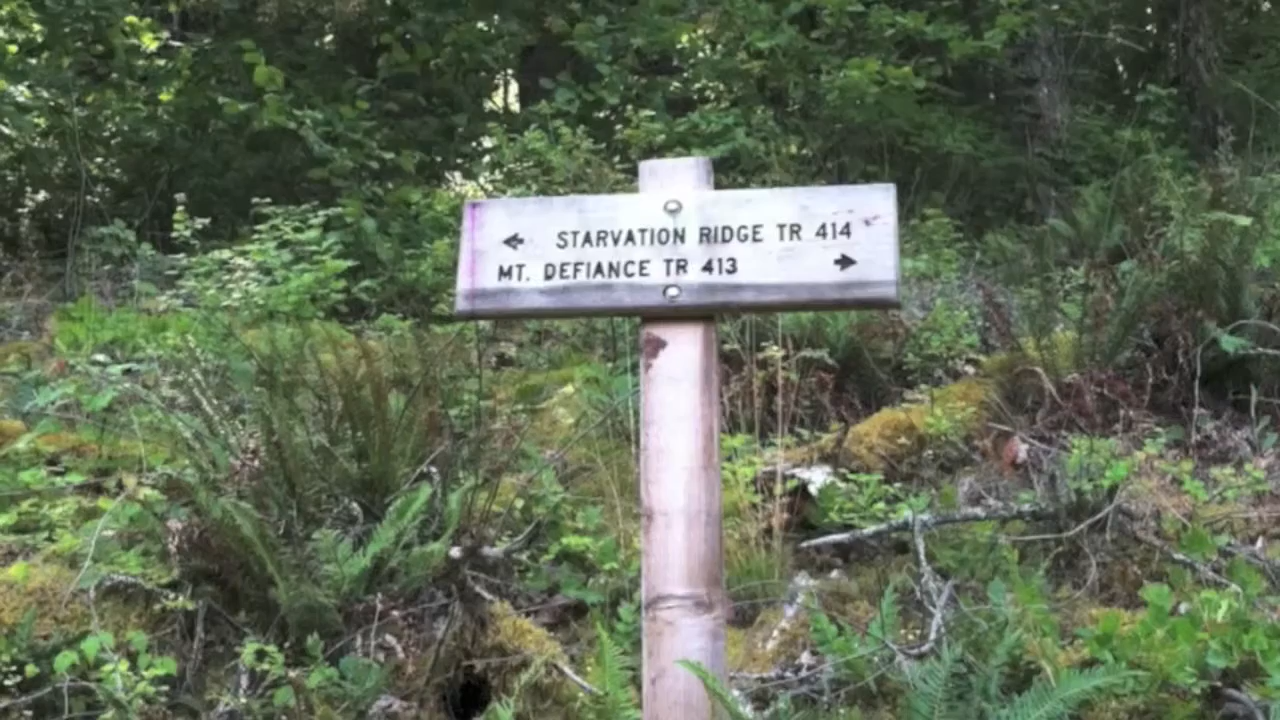 ← STARVATION RIDGE TR 414
MT. DEFIANCE TR 413 →